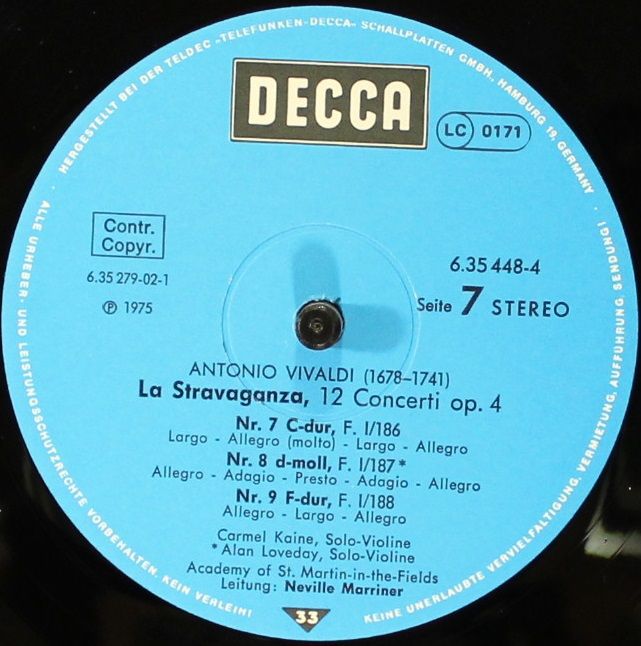 HERGESTELLT BEI DER TELDEC „TELEFUNKEN-DECCA“ SCHALLPLATTEN GMBH., HAMBURG 19, GERMANY
DECCA
LC 0171
Contr.
Copyr.
6.35 279-02-1
Ⓟ 1975
6.35 448-4
Seite 7 STEREO
ANTONIO VIVALDI (1678–1741)
La Stravaganza, 12 Concerti op. 4
Nr. 7 C-dur, F. I/186
Largo - Allegro (molto) - Largo - Allegro
Nr. 8 d-moll, F. I/187*
Allegro - Adagio - Presto - Adagio - Allegro
Nr. 9 F-dur, F. I/188
Allegro - Largo - Allegro
Carmel Kaine, Solo-Violine
*Alan Loveday, Solo-Violine
Academy of St. Martin-in-the-Fields
Leitung: Neville Marriner
33
ALLE URHEBER- UND LEISTUNGSSCHUTZRECHTE VORBEHALTEN. KEIN VERLEIH!
KEINE UNERLAUBTE VERVIELFÄLTIGUNG, VERMIETUNG, AUFFÜHRUNG, SENDUNG!